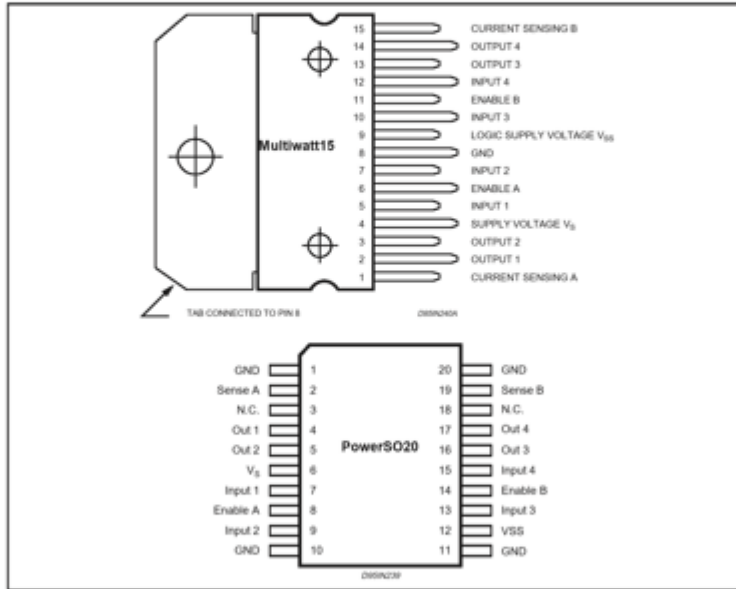 15 CURRENT SENSING B
14 OUTPUT 4
13 OUTPUT 3
12 INPUT 4
11 ENABLE B
10 INPUT 3
Multiwatt15 9 LOGIC SUPPLY VOLTAGE VSS
8 GND
7 INPUT 2
6 ENABLE A
5 INPUT 1
4 SUPPLY VOLTAGE VS
3 OUTPUT 2
2 OUTPUT 1
1 CURRENT SENSING A
TAB CONNECTED TO PIN 8
D95IN240A
GND 1 20 GND
Sense A 2 19 Sense B
N.C. 3 18 N.C.
Out 1 4 17 Out 4
Out 2 5 PowerSO20 16 Out 3
VS 6 15 Input 4
Input 1 7 14 Enable B
Enable A 8 13 Input 3
Input 2 9 12 VSS
GND 10 11 GND
D95IN239